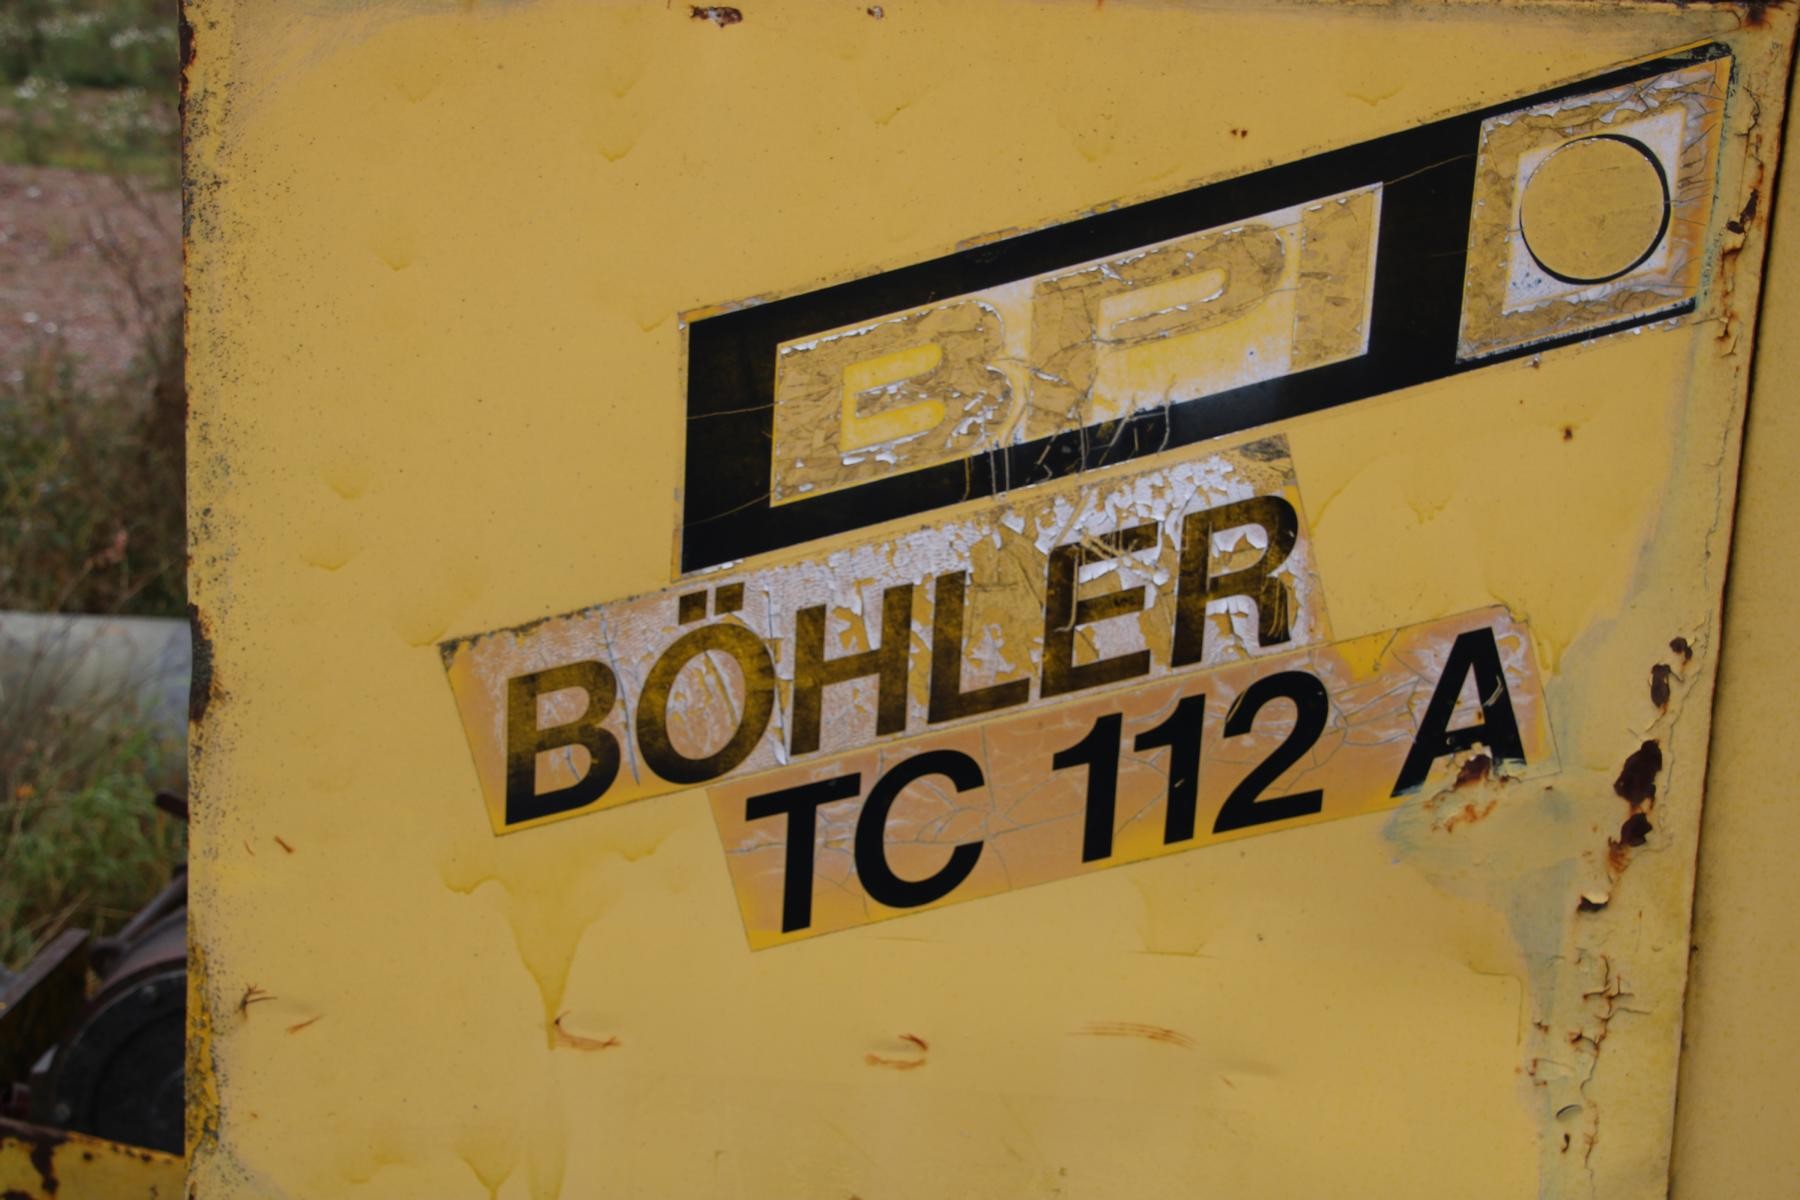 BPI
BÖHLER
TC 112 A